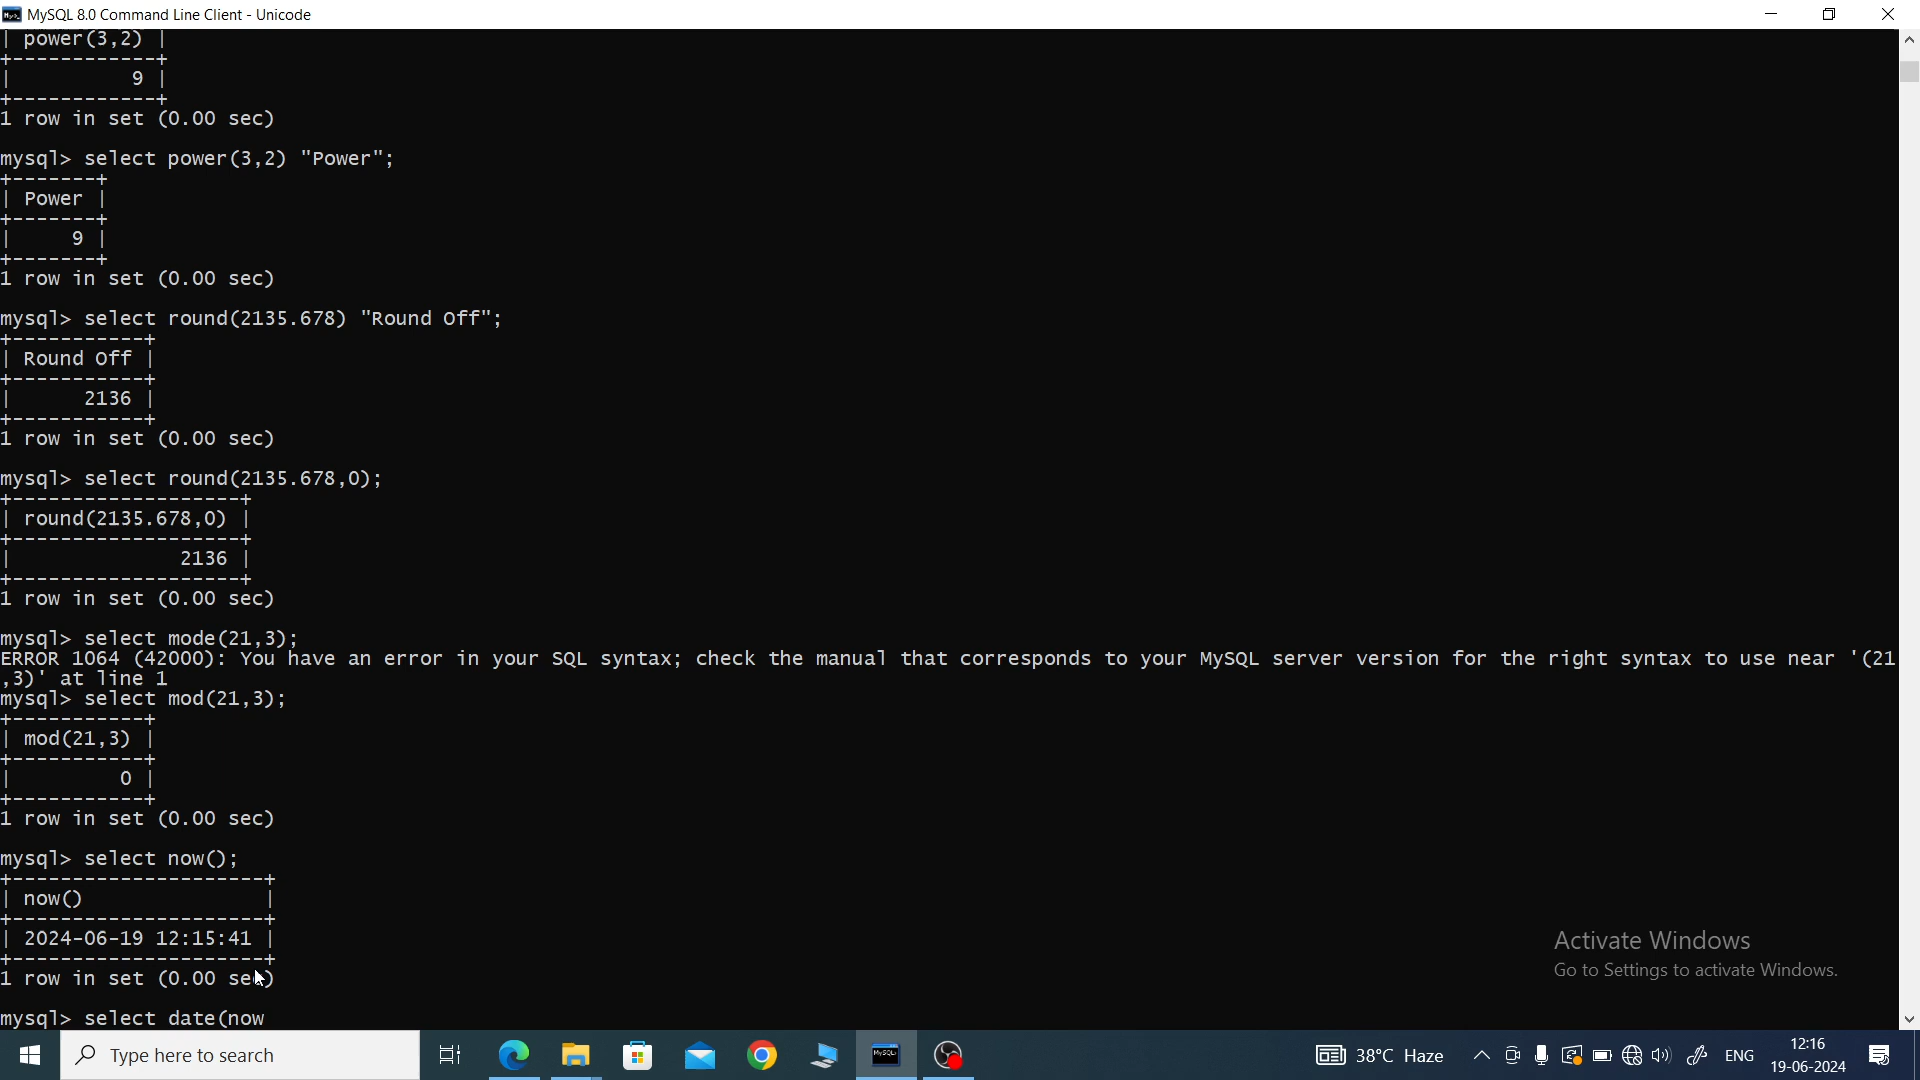 MySQL 8.0 Command Line Client - Unicode
| power(3,2) |
+------------+
|          9 |
+------------+
1 row in set (0.00 sec)
mysql> select power(3,2) "Power";
+-------+
| Power |
+-------+
|     9 |
+-------+
1 row in set (0.00 sec)
mysql> select round(2135.678) "Round Off";
+-----------+
| Round Off |
+-----------+
|      2136 |
+-----------+
1 row in set (0.00 sec)
mysql> select round(2135.678,0);
+-------------------+
| round(2135.678,0) |
+-------------------+
|              2136 |
+-------------------+
1 row in set (0.00 sec)
mysql> select mode(21,3);
ERROR 1064 (42000): You have an error in your SQL syntax; check the manual that corresponds to your MySQL server version for the right syntax to use near '(21
,3)' at line 1
mysql> select mod(21,3);
+-----------+
| mod(21,3) |
+-----------+
|         0 |
+-----------+
1 row in set (0.00 sec)
mysql> select now();
+---------------------+
| now()               |
+---------------------+
| 2024-06-19 12:15:41 |
+---------------------+
1 row in set (0.00 sec)
mysql> select date(now
Activate Windows
Go to Settings to activate Windows.
Type here to search
MySQL
38°C Haze
ENG
12:16
19-06-2024